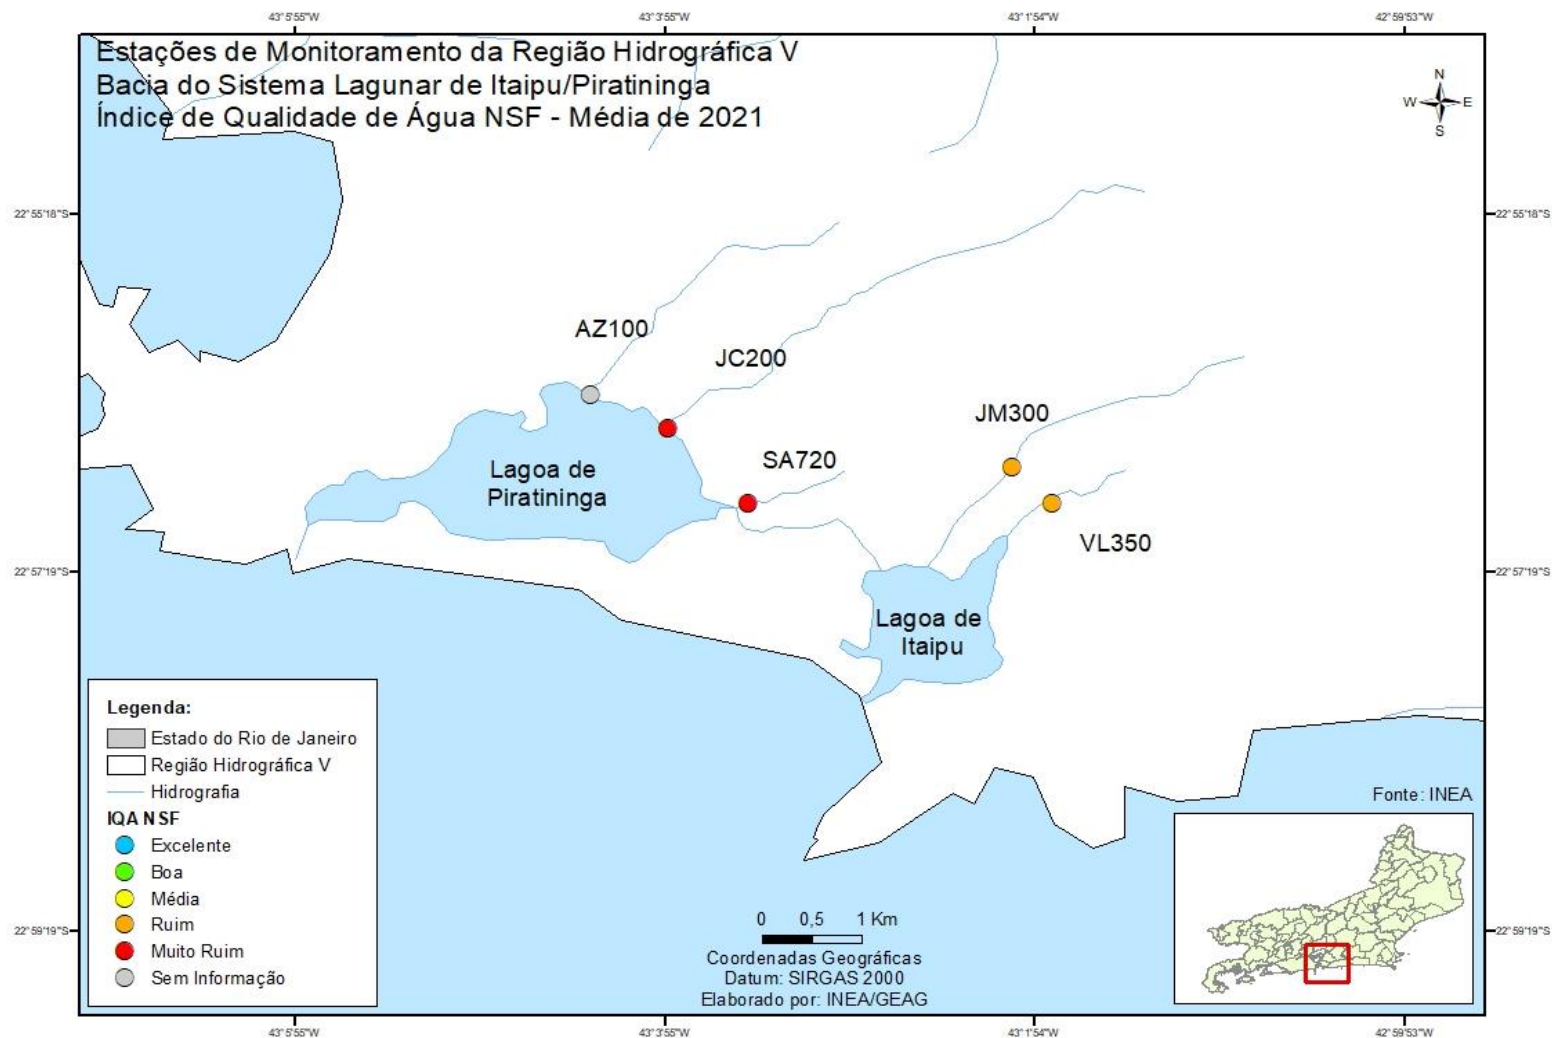 43°5'55"W
43°3'55"W
43°1'54"W
42°59'53"W
Estações de Monitoramento da Região Hidrográfica V
Bacia do Sistema Lagunar de Itaipu/Piratininga
Índice de Qualidade de Água NSF - Média de 2021
N
W
E
S
22°55'18"S
22°55'18"S
AZ100
JC200
JM300
SA720
Lagoa de
Piratininga
VL350
22°57'19"S
22°57'19"S
Lagoa de
Itaipu
Legenda:
Estado do Rio de Janeiro
Região Hidrográfica V
Hidrografia
IQA NSF
Excelente
Boa
Média
Ruim
Muito Ruim
Sem Informação
Fonte: INEA
0 0,5 1 Km
Coordenadas Geográficas
Datum: SIRGAS 2000
Elaborado por: INEA/GEAG
22°59'19"S
22°59'19"S
43°5'55"W
43°3'55"W
43°1'54"W
42°59'53"W